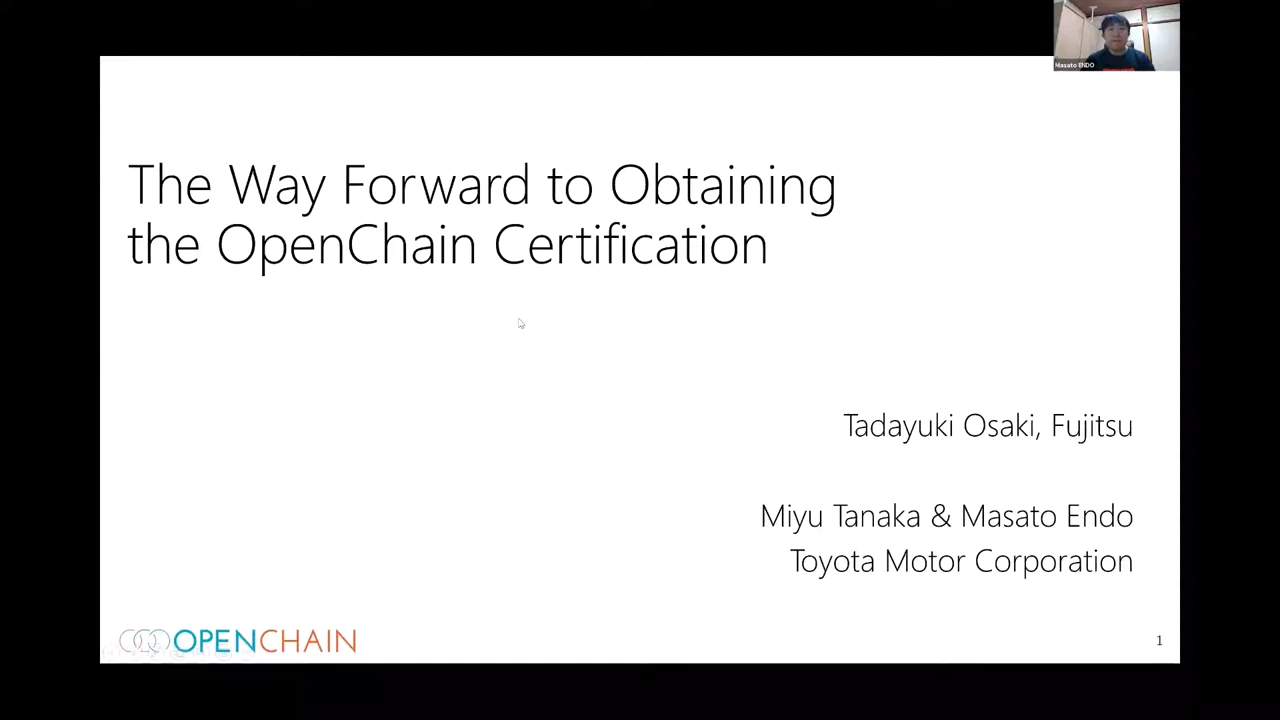 Masato ENDO
The Way Forward to Obtaining
the OpenChain Certification
Tadayuki Osaki, Fujitsu
Miyu Tanaka & Masato Endo
Toyota Motor Corporation
OPENCHAIN
1